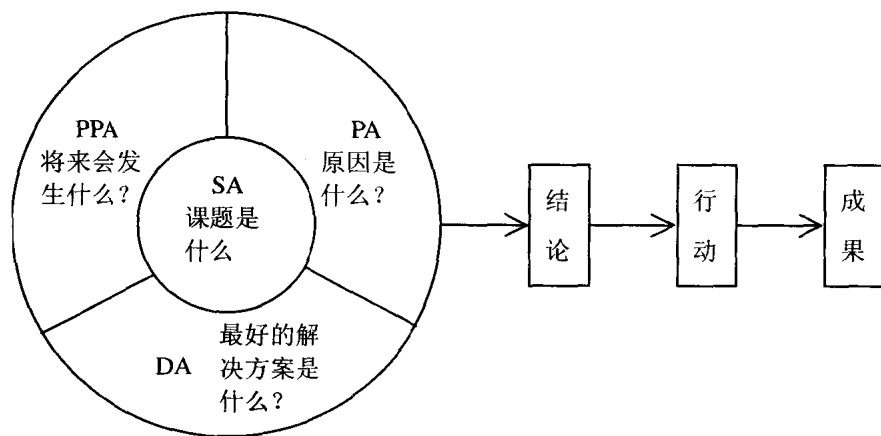 PPA
将来会发
生什么?
PA
原因是
什么?
SA
课题是
什么
DA
最好的解
决方案是
什么?
结
论
行
动
成
果